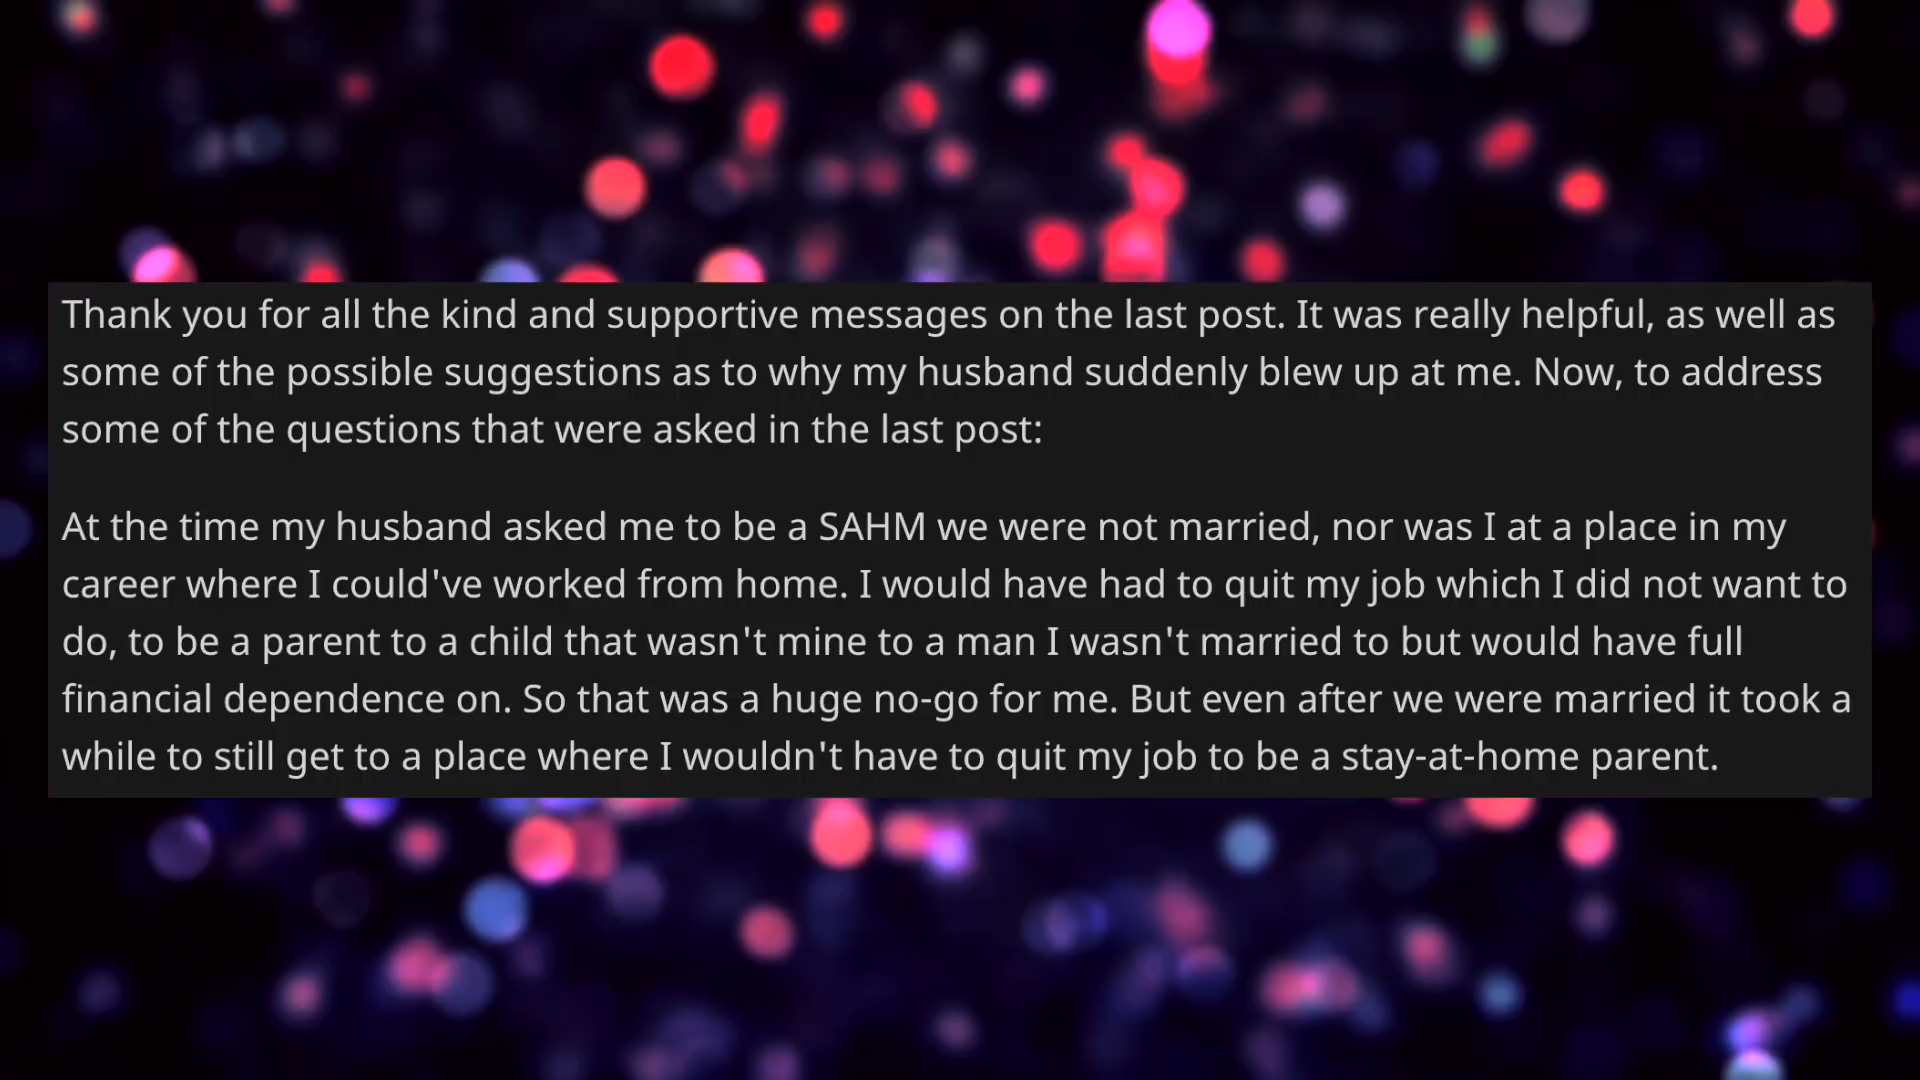 Thank you for all the kind and supportive messages on the last post. It was really helpful, as well as
some of the possible suggestions as to why my husband suddenly blew up at me. Now, to address
some of the questions that were asked in the last post:
At the time my husband asked me to be a SAHM we were not married, nor was I at a place in my
career where I could've worked from home. I would have had to quit my job which I did not want to
do, to be a parent to a child that wasn't mine to a man I wasn't married to but would have full
financial dependence on. So that was a huge no-go for me. But even after we were married it took a
while to still get to a place where I wouldn't have to quit my job to be a stay-at-home parent.